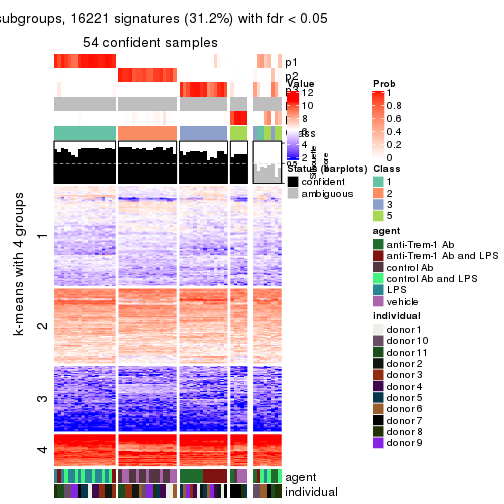 subgroups, 16221 signatures (31.2%) with fdr < 0.05
54 confident samples
p1
p2
Value
12
10
8
6
4
2
Prob
1
0.8
0.6
0.4
0.2
0
Status (barplots)
confident
ambiguous
Class
1
2
3
5
agent
anti-Trem-1 Ab
anti-Trem-1 Ab and LPS
control Ab
control Ab and LPS
LPS
vehicle
individual
donor 1
donor 10
donor 11
donor 2
donor 3
donor 4
donor 5
donor 6
donor 7
donor 8
donor 9
k-means with 4 groups
1
2
3
4
agent
individual